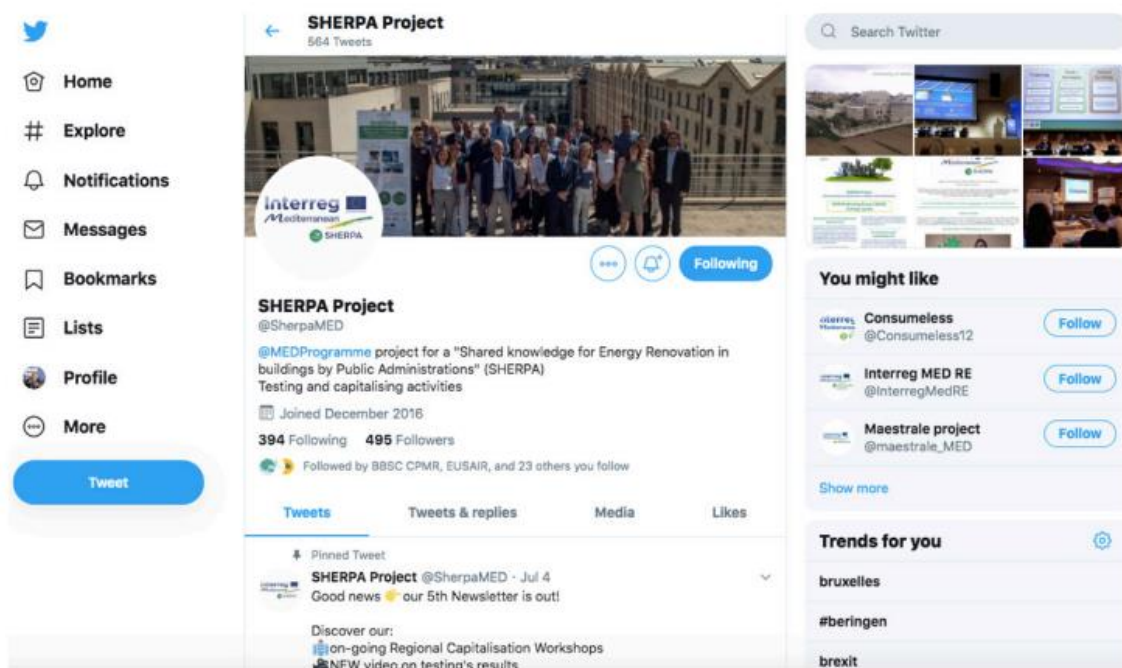 SHERPA Project
564 Tweets
Search Twitter
Home
Explore
Notifications
Messages
Bookmarks
Lists
Profile
More
Tweet
Interreg
Mediterranean
SHERPA
Following
SHERPA Project
@SherpaMED
@MEDProgramme project for a "Shared knowledge for Energy Renovation in
buildings by Public Administrations" (SHERPA)
Testing and capitalising activities
Joined December 2016
394 Following 495 Followers
Followed by BBSC CPMR, EUSAIR, and 23 others you follow
Tweets Tweets & replies Media Likes
Pinned Tweet
SHERPA Project @SherpaMED · Jul 4
Good news 👉 our 5th Newsletter is out!
Discover our:
on-going Regional Capitalisation Workshops
NEW video on testing's results
You might like
Consumeless
@Consumeless12
Follow
Interreg MED RE
@InterregMedRE
Follow
Maestrale project
@maestrale_MED
Follow
Show more
Trends for you
bruxelles
#beringen
brexit